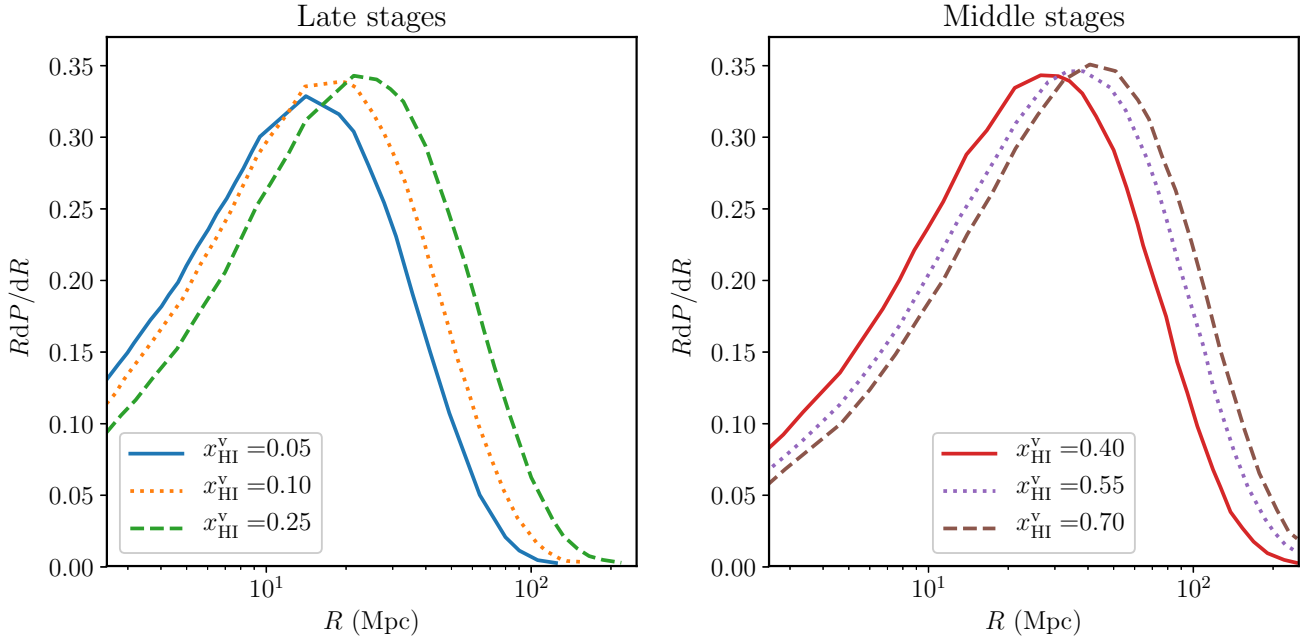 Late stages
0.35
0.30
0.25
0.20
0.15
0.10
0.05
0.00
RdP/dR
x^v_HI =0.05
x^v_HI =0.10
x^v_HI =0.25
10^1
10^2
R (Mpc)
Middle stages
0.35
0.30
0.25
0.20
0.15
0.10
0.05
0.00
RdP/dR
x^v_HI =0.40
x^v_HI =0.55
x^v_HI =0.70
10^1
10^2
R (Mpc)